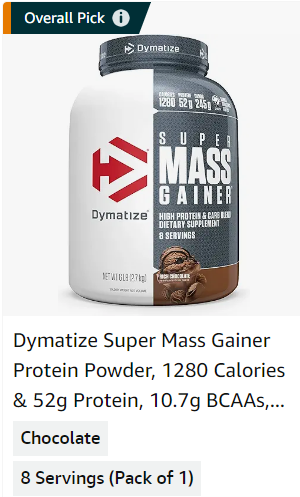 Overall Pick
Dymatize
CALORIES PROTEIN CARBS
1280 52g 245g
SUPER
MASS
GAINER
HIGH PROTEIN & CARB BLEND
DIETARY SUPPLEMENT
8 SERVINGS
Dymatize®
NET WT 6 LB (2.7 kg)
RICH CHOCOLATE
Dymatize Super Mass Gainer
Protein Powder, 1280 Calories
& 52g Protein, 10.7g BCAAs,...
Chocolate
8 Servings (Pack of 1)